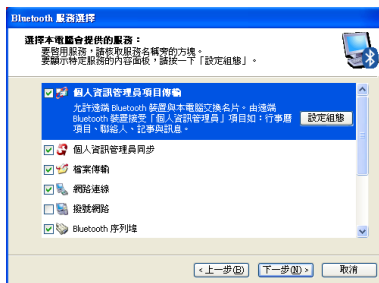 Bluetooth 服務選擇
選擇本電腦會提供的服務：
要啟用服務，請核取服務名稱旁的方塊。
要顯示特定服務的內容面板，請按一下「設定組態」。
個人資訊管理員項目傳輸
允許遠端 Bluetooth 裝置與本電腦交換名片。由遠端
Bluetooth 裝置接受「個人資訊管理員」項目如：行事曆
項目、聯絡人、記事與訊息。
設定組態
個人資訊管理員同步
檔案傳輸
網路連線
撥號網路
Bluetooth 序列埠
<上一步(B)
下一步(N)>
取消